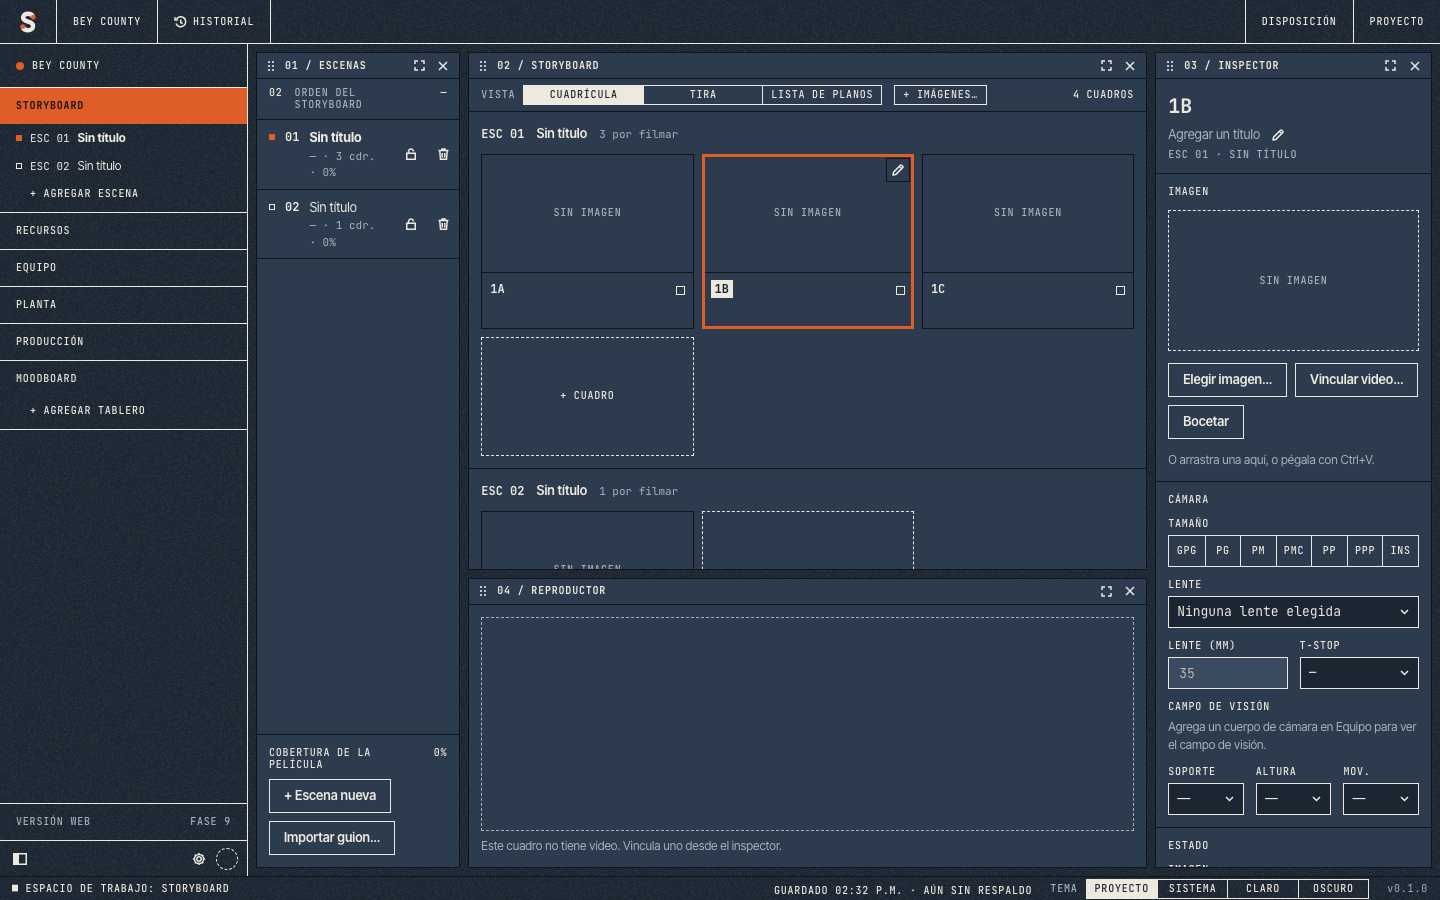 S
BEY COUNTY
HISTORIAL
DISPOSICIÓN
PROYECTO
BEY COUNTY
STORYBOARD
ESC 01 Sin título
ESC 02 Sin título
+ AGREGAR ESCENA
RECURSOS
EQUIPO
PLANTA
PRODUCCIÓN
MOODBOARD
+ AGREGAR TABLERO
VERSIÓN WEB
FASE 9
01 / ESCENAS
02 ORDEN DEL
STORYBOARD
—
01 Sin título
— · 3 cdr.
· 0%
02 Sin título
— · 1 cdr.
· 0%
COBERTURA DE LA
PELÍCULA
0%
+ Escena nueva
Importar guion...
02 / STORYBOARD
VISTA
CUADRÍCULA
TIRA
LISTA DE PLANOS
+ IMÁGENES…
4 CUADROS
ESC 01 Sin título 3 por filmar
SIN IMAGEN
SIN IMAGEN
SIN IMAGEN
1A
1B
1C
+ CUADRO
ESC 02 Sin título 1 por filmar
SIN IMAGEN
04 / REPRODUCTOR
Este cuadro no tiene video. Vincula uno desde el inspector.
03 / INSPECTOR
1B
Agregar un título
ESC 01 · SIN TÍTULO
IMAGEN
SIN IMAGEN
Elegir imagen...
Vincular video...
Bocetar
O arrastra una aquí, o pégala con Ctrl+V.
CÁMARA
TAMAÑO
GPG PG PM PMC PP PPP INS
LENTE
Ninguna lente elegida
LENTE (MM)
T-STOP
35
—
CAMPO DE VISIÓN
Agrega un cuerpo de cámara en Equipo para ver
el campo de visión.
SOPORTE
ALTURA
MOV.
—
—
—
ESTADO
IMAGEN
ESPACIO DE TRABAJO: STORYBOARD
GUARDADO 02:32 P.M. · AÚN SIN RESPALDO
TEMA
PROYECTO
SISTEMA
CLARO
OSCURO
v0.1.0